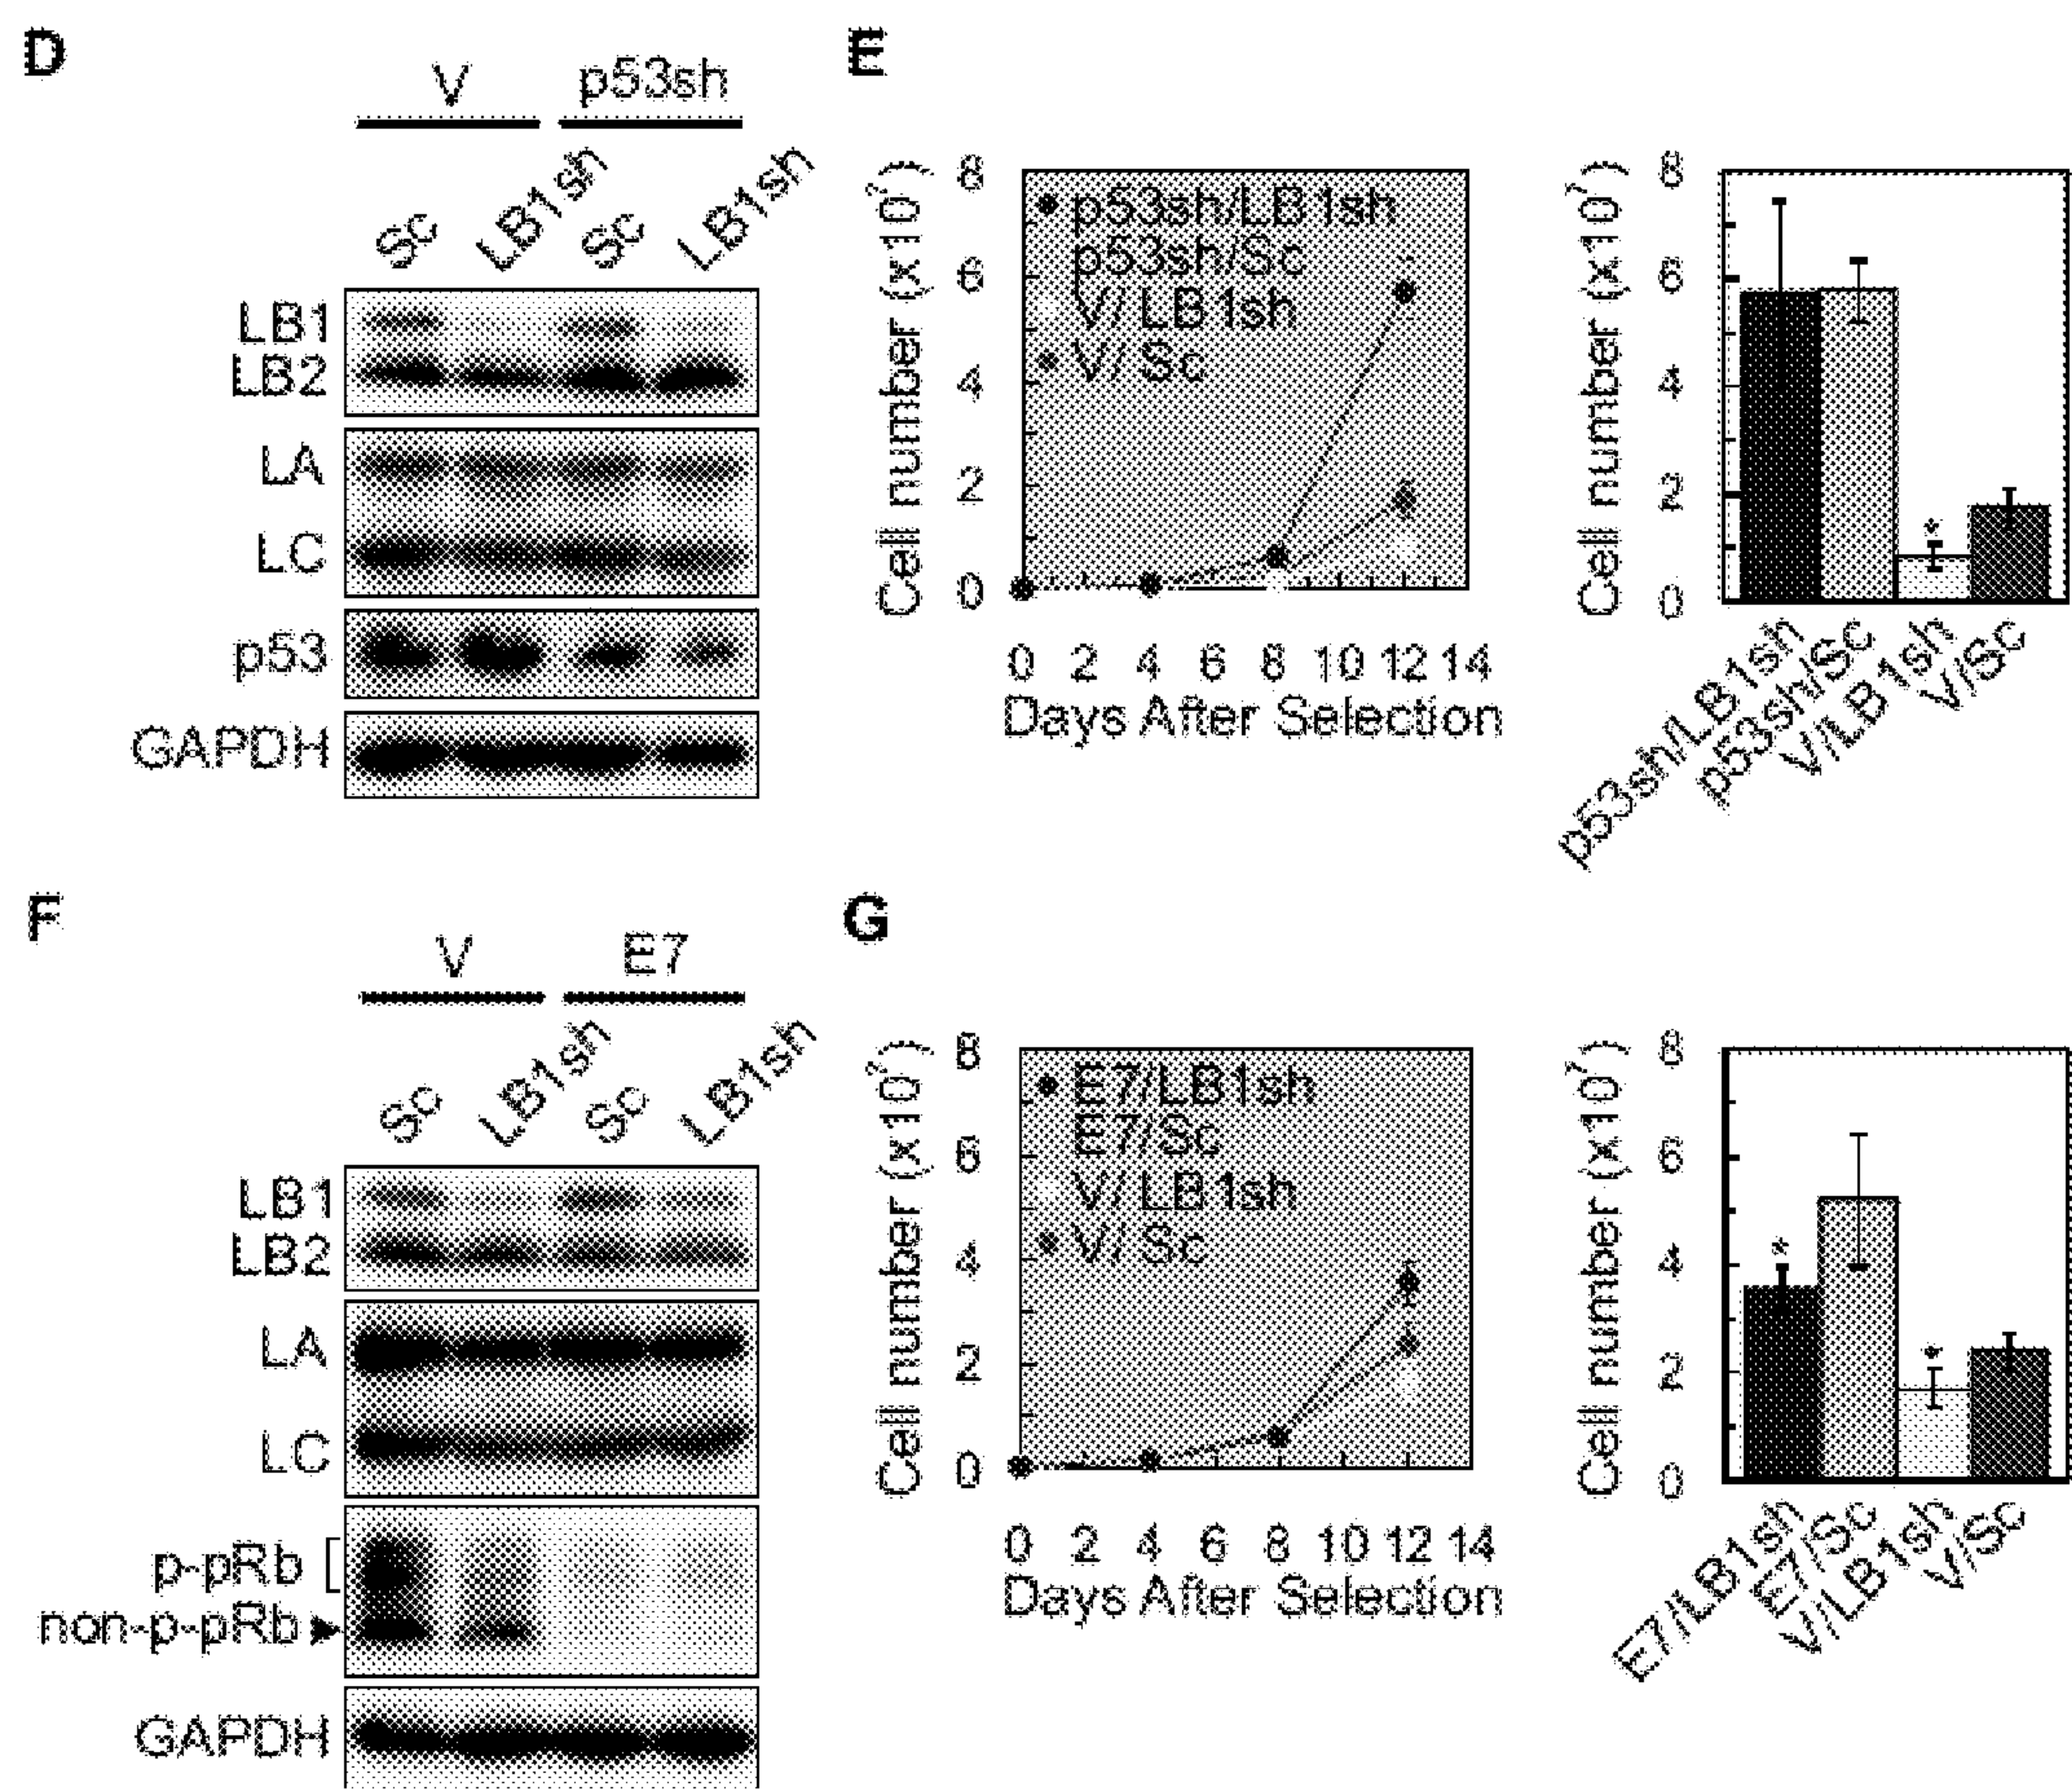 D
V p53sh
Sc LB1sh Sc LB1sh
LB1
LB2
LA
LC
p53
GAPDH
E
Cell number (x10⁷)
8
6
4
2
0
p53sh/LB1sh
p53sh/Sc
V/ LB1sh
V/ Sc
0 2 4 6 8 10 12 14
Days After Selection
Cell number (x10⁷)
8
6
4
2
0
*
p53sh/LB1sh
p53sh/Sc
V/LB1sh
V/Sc
F
V E7
Sc LB1sh Sc LB1sh
LB1
LB2
LA
LC
p-pRb [
non-p-pRb ►
GAPDH
G
Cell number (x10⁷)
8
6
4
2
0
E7/LB1sh
E7/Sc
V/ LB1sh
V/ Sc
0 2 4 6 8 10 12 14
Days After Selection
Cell number (x10⁷)
8
6
4
2
0
*
*
E7/LB1sh
E7/Sc
V/LB1sh
V/Sc